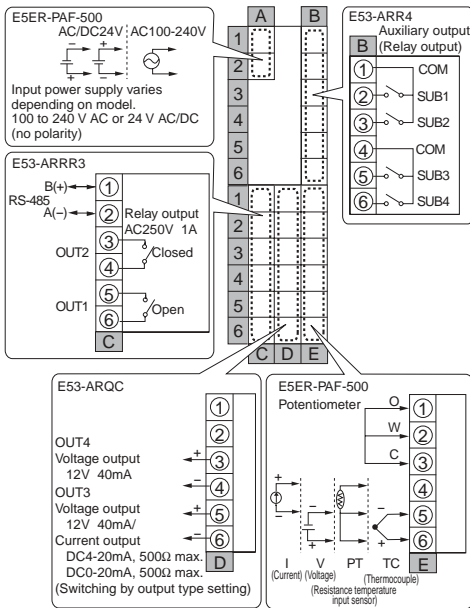 E5ER-PAF-500
AC/DC24V AC100-240V
+ − + −
− + − +
Input power supply varies
depending on model.
100 to 240 V AC or 24 V AC/DC
(no polarity)
A B
1
2
3
4
5
6
1
2
3
4
5
6
C D E
E53-ARR4
Auxiliary output
(Relay output)
B
1 COM
2 SUB1
3 SUB2
4 COM
5 SUB3
6 SUB4
E53-ARRR3
B(+) 1
RS-485
A(−) 2
Relay output
AC250V 1A
3
OUT2 Closed
4
5
OUT1 Open
6
C
E53-ARQC
1
2
OUT4
Voltage output + 3
12V 40mA
− 4
OUT3
Voltage output + 5
12V 40mA/
Current output − 6
DC4-20mA, 500Ω max.
DC0-20mA, 500Ω max.
(Switching by output type setting)
D
E5ER-PAF-500
Potentiometer
O 1
W 2
C 3
4
5
6
+ − + − − +
I V PT TC
(Current) (Voltage) (Thermocouple)
(Resistance temperature
input sensor)
E